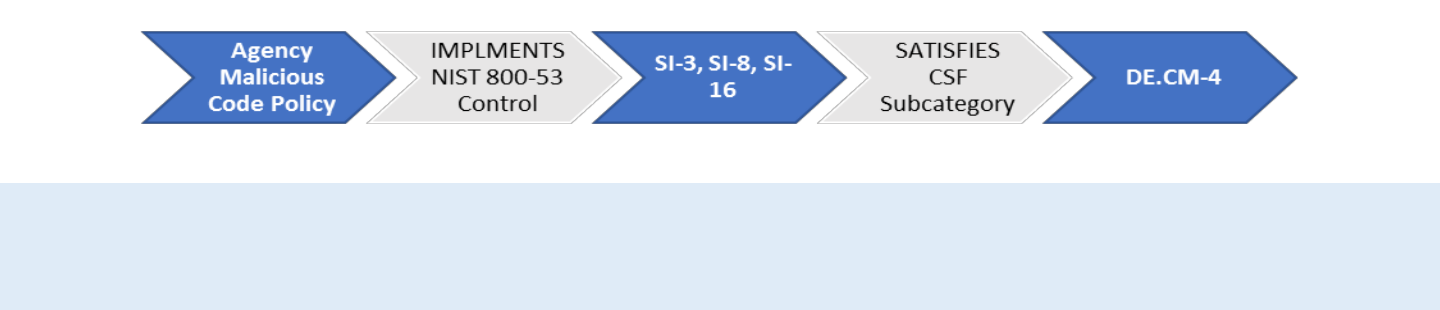 Agency
Malicious
Code Policy
IMPLMENTS
NIST 800-53
Control
SI-3, SI-8, SI-
16
SATISFIES
CSF
Subcategory
DE.CM-4